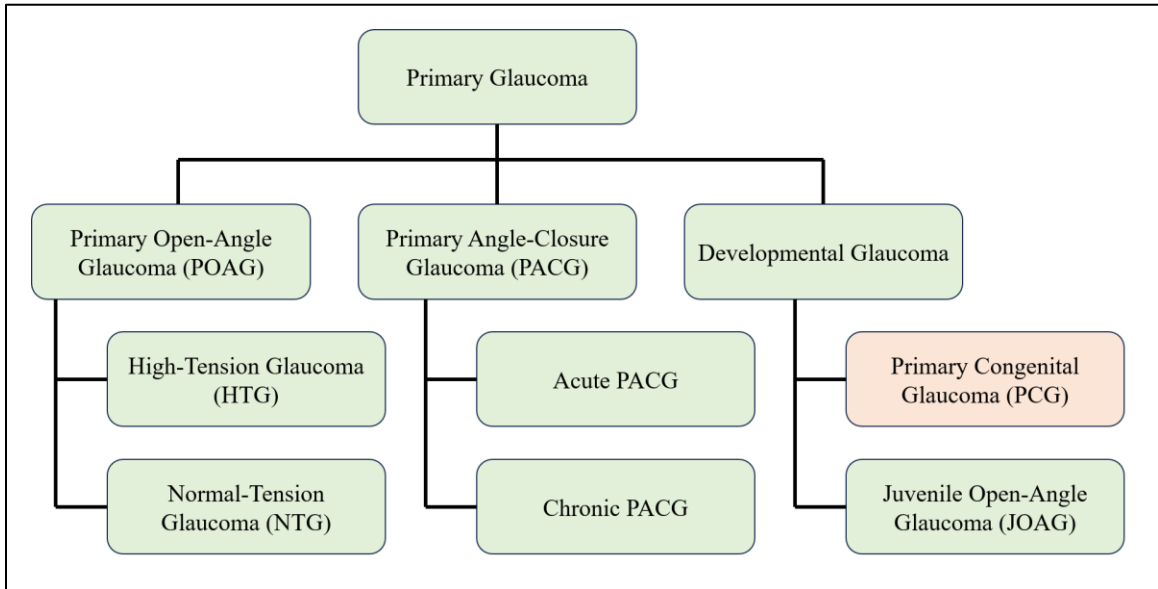 Primary Glaucoma
Primary Open-Angle
Glaucoma (POAG)
Primary Angle-Closure
Glaucoma (PACG)
Developmental Glaucoma
High-Tension Glaucoma
(HTG)
Acute PACG
Primary Congenital
Glaucoma (PCG)
Normal-Tension
Glaucoma (NTG)
Chronic PACG
Juvenile Open-Angle
Glaucoma (JOAG)